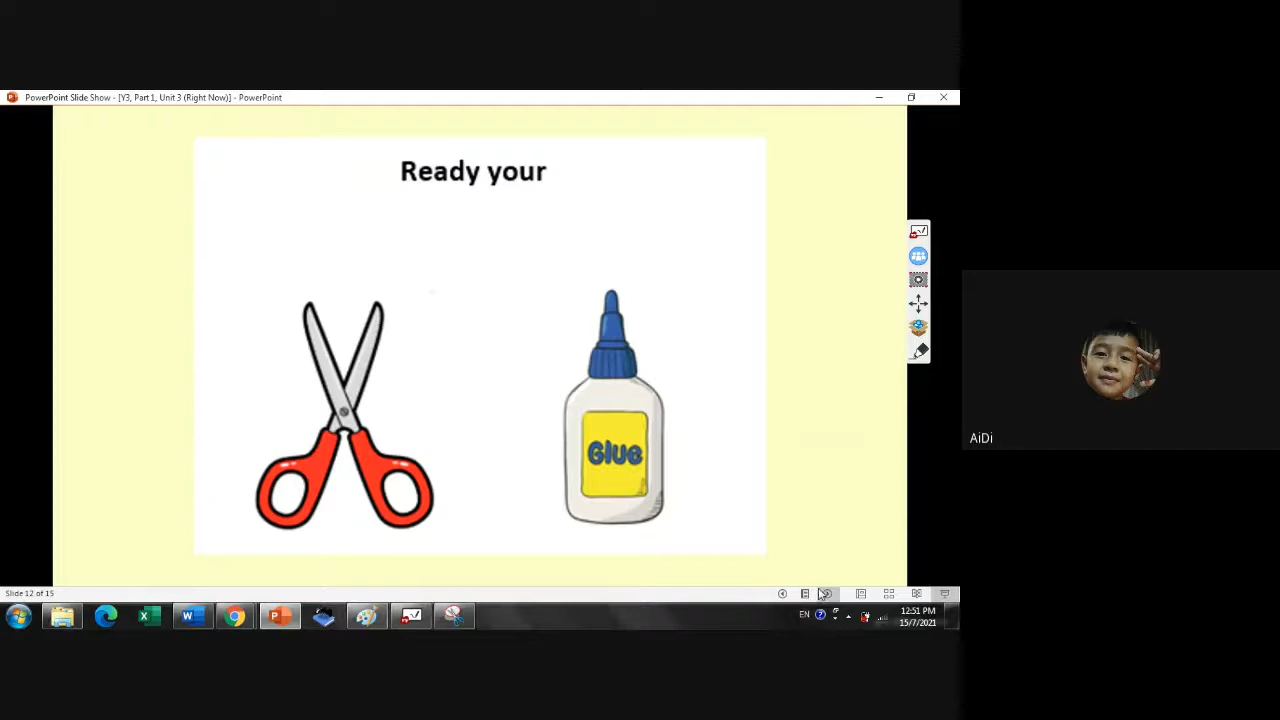 PowerPoint Slide Show - [Y3, Part 1, Unit 3 (Right Now)] - PowerPoint
Ready your
Glue
AiDi
Slide 12 of 15
EN
12:51 PM
15/7/2021